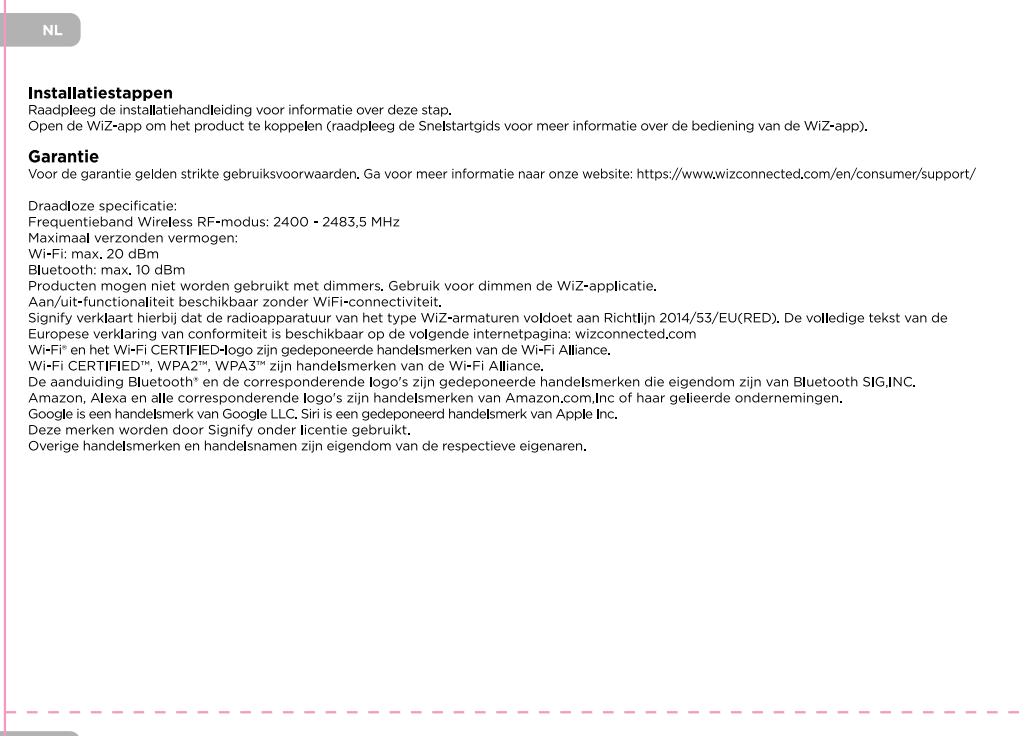 NL
Installatiestappen
Raadpleeg de installatiehandleiding voor informatie over deze stap.
Open de WiZ-app om het product te koppelen (raadpleeg de Snelstartgids voor meer informatie over de bediening van de WiZ-app).
Garantie
Voor de garantie gelden strikte gebruiksvoorwaarden. Ga voor meer informatie naar onze website: https://www.wizconnected.com/en/consumer/support/
Draadloze specificatie:
Frequentieband Wireless RF-modus: 2400 - 2483,5 MHz
Maximaal verzonden vermogen:
Wi-Fi: max. 20 dBm
Bluetooth: max. 10 dBm
Producten mogen niet worden gebruikt met dimmers. Gebruik voor dimmen de WiZ-applicatie.
Aan/uit-functionaliteit beschikbaar zonder WiFi-connectiviteit.
Signify verklaart hierbij dat de radioapparatuur van het type WiZ-armaturen voldoet aan Richtlijn 2014/53/EU(RED). De volledige tekst van de
Europese verklaring van conformiteit is beschikbaar op de volgende internetpagina: wizconnected.com
Wi-Fi® en het Wi-Fi CERTIFIED-logo zijn gedeponeerde handelsmerken van de Wi-Fi Alliance.
Wi-Fi CERTIFIED™, WPA2™, WPA3™ zijn handelsmerken van de Wi-Fi Alliance.
De aanduiding Bluetooth® en de corresponderende logo's zijn gedeponeerde handelsmerken die eigendom zijn van Bluetooth SIG,INC.
Amazon, Alexa en alle corresponderende logo's zijn handelsmerken van Amazon.com,Inc of haar gelieerde ondernemingen.
Google is een handelsmerk van Google LLC. Siri is een gedeponeerd handelsmerk van Apple Inc.
Deze merken worden door Signify onder licentie gebruikt.
Overige handelsmerken en handelsnamen zijn eigendom van de respectieve eigenaren.